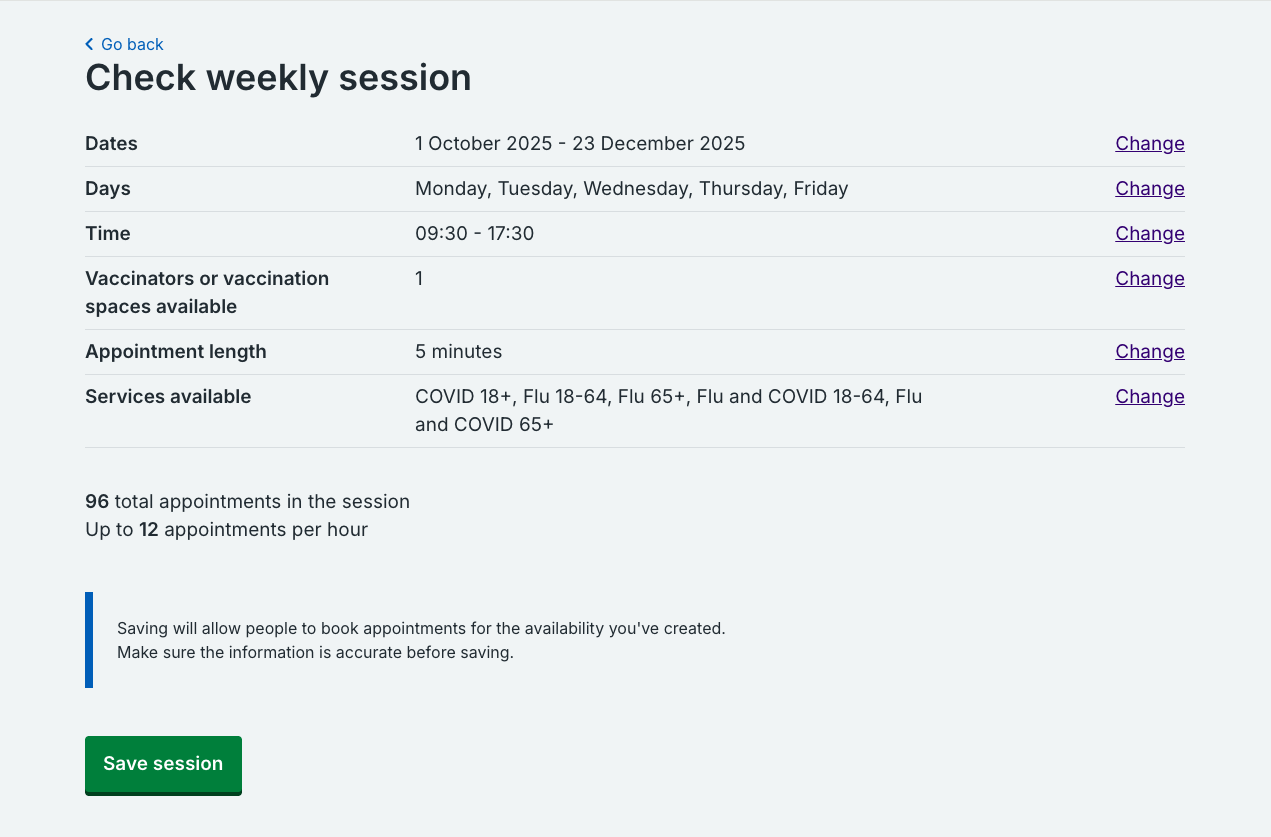 Go back
Check weekly session
Dates 1 October 2025 - 23 December 2025 Change
Days Monday, Tuesday, Wednesday, Thursday, Friday Change
Time 09:30 - 17:30 Change
Vaccinators or vaccination 1 Change
spaces available
Appointment length 5 minutes Change
Services available COVID 18+, Flu 18-64, Flu 65+, Flu and COVID 18-64, Flu Change
and COVID 65+
96 total appointments in the session
Up to 12 appointments per hour
Saving will allow people to book appointments for the availability you've created.
Make sure the information is accurate before saving.
Save session